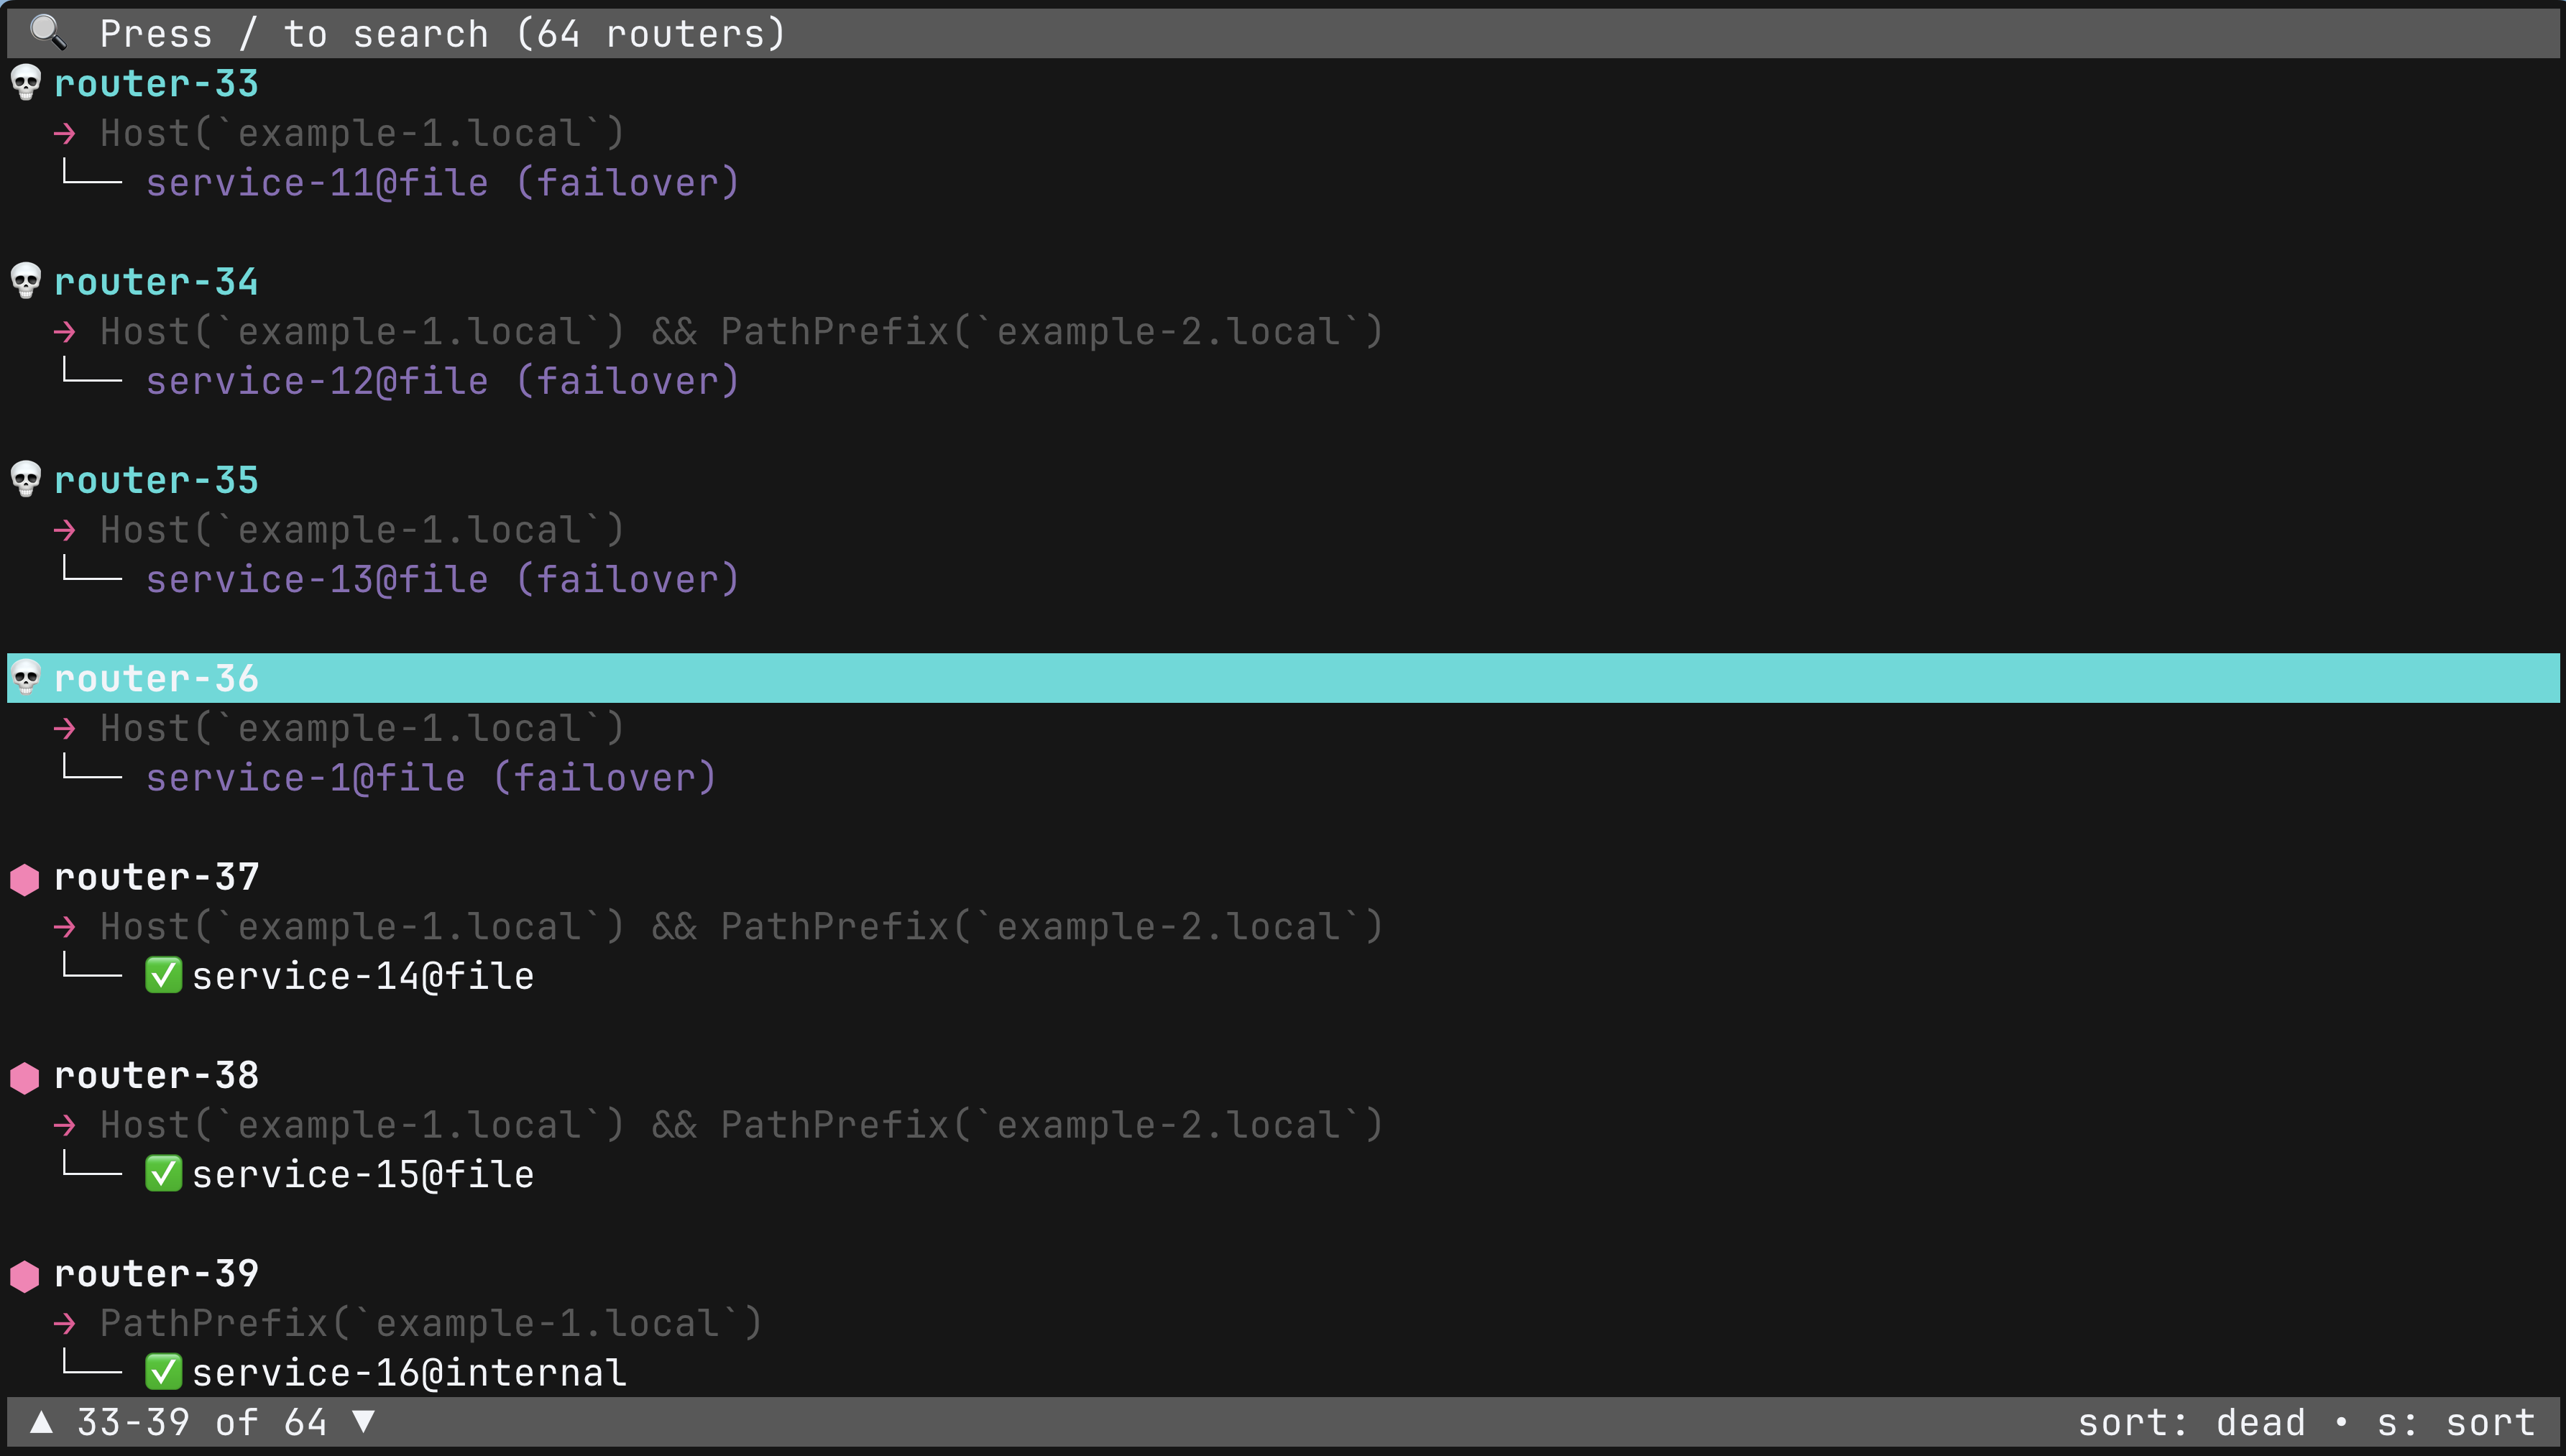 Press / to search (64 routers)
router-33
→ Host(`example-1.local`)
service-11@file (failover)
router-34
→ Host(`example-1.local`) && PathPrefix(`example-2.local`)
service-12@file (failover)
router-35
→ Host(`example-1.local`)
service-13@file (failover)
router-36
→ Host(`example-1.local`)
service-1@file (failover)
router-37
→ Host(`example-1.local`) && PathPrefix(`example-2.local`)
service-14@file
router-38
→ Host(`example-1.local`) && PathPrefix(`example-2.local`)
service-15@file
router-39
→ PathPrefix(`example-1.local`)
service-16@internal
▲ 33-39 of 64 ▼ sort: dead • s: sort